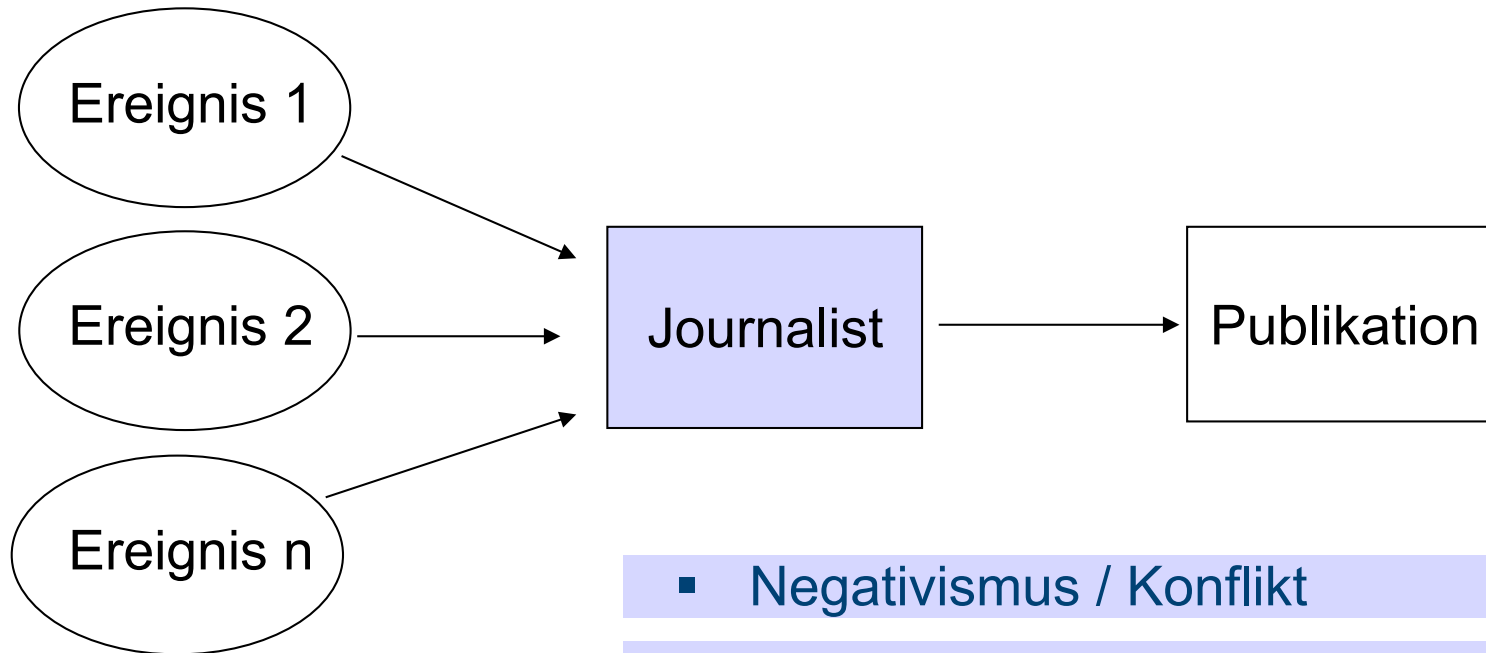 Ereignis 1
Ereignis 2
Journalist
Publikation
Ereignis n
▪ Negativismus / Konflikt